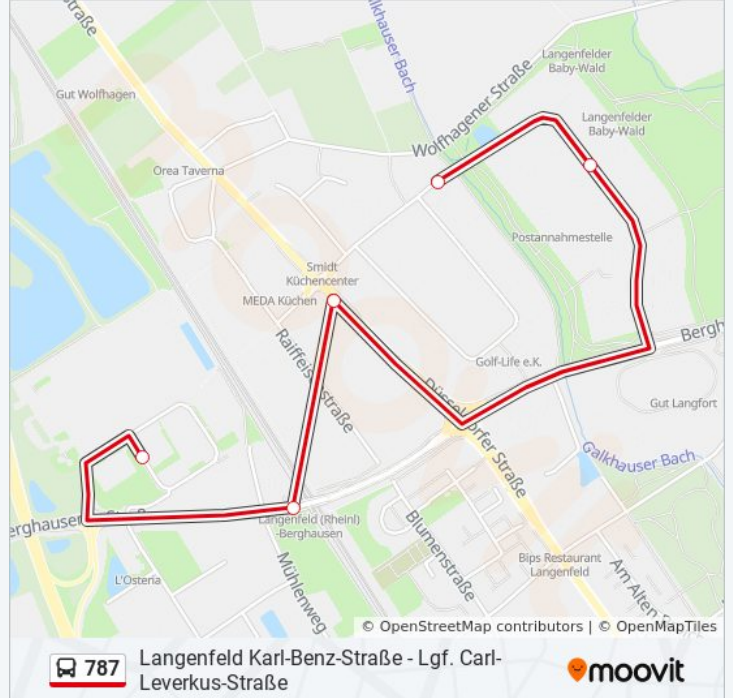 straße
Galkhauser Bach
Langenfelder
Baby-Wald
Gut Wolfhagen
Wolfhagener Straße
Langenfelder
Baby-Wald
Orea Taverna
Postannahmestelle
Smidt
Küchencenter
MEDA Küchen
Bergh
Raiffeisenstraße
Golf-Life e.K.
Düsseldorfer Straße
Gut Langfort
Galkhauser Bach
erghausen
Langenfeld (Rheinl)
-Berghausen
Blumenstraße
L'Osteria
Mühlenweg
Bips Restaurant
Langenfeld
Am Alten
© OpenStreetMap contributors | © OpenMapTiles
787
Langenfeld Karl-Benz-Straße - Lgf. Carl-
Leverkus-Straße
moovit